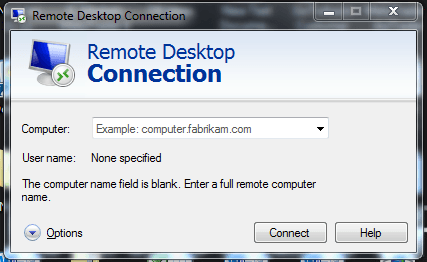 Remote Desktop Connection
Remote Desktop
Connection
Computer: Example: computer.fabrikam.com
User name: None specified
The computer name field is blank. Enter a full remote computer
name.
Options Connect Help